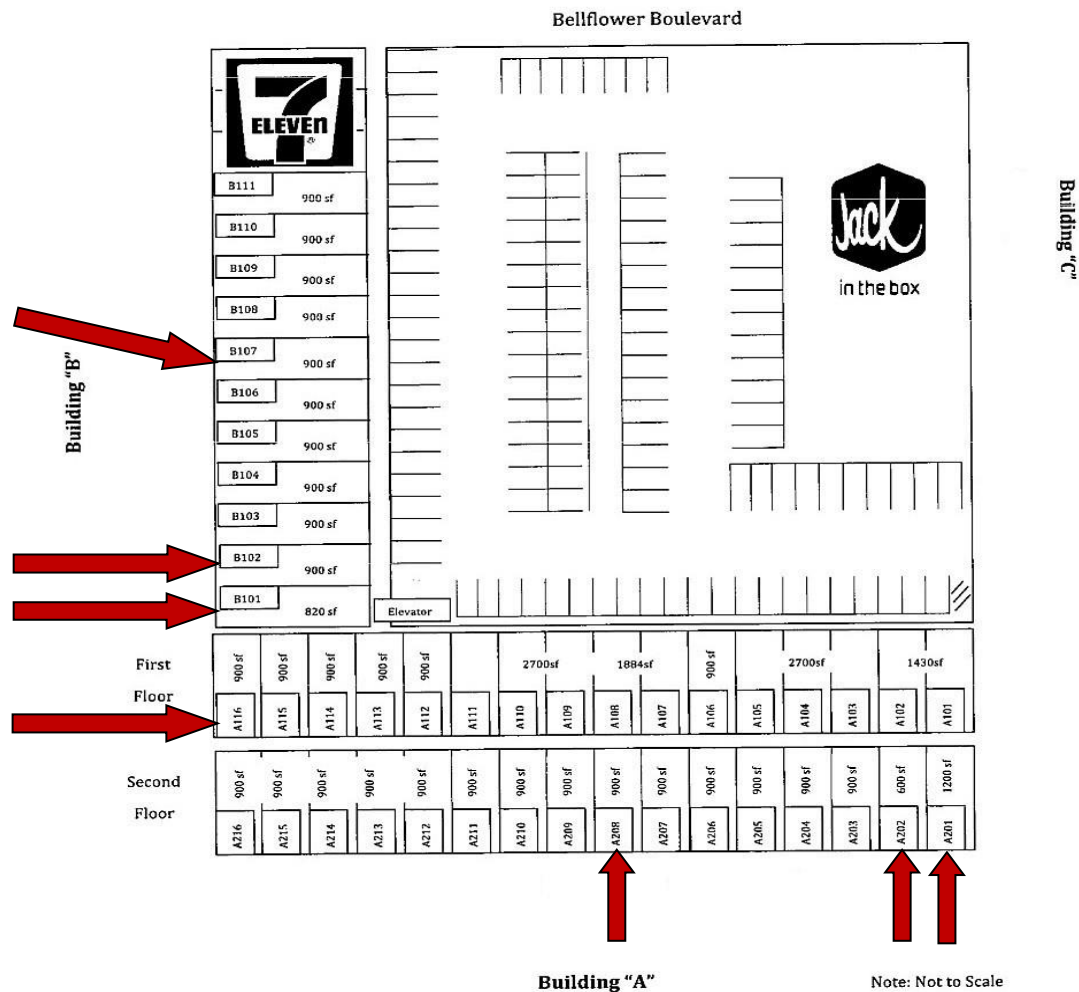 Bellflower Boulevard
7
ELEVEN
®
B111
900 sf
B110
900 sf
B109
900 sf
B108
900 sf
B107
900 sf
B106
900 sf
B105
900 sf
B104
900 sf
B103
900 sf
B102
900 sf
B101
820 sf
Building "B"
Jack
in the box
Building "C"
Elevator
First
Floor
900 sf
900 sf
900 sf
900 sf
900 sf
2700sf
1884sf
900 sf
2700sf
1430sf
A116
A115
A114
A113
A112
A111
A110
A109
A108
A107
A106
A105
A104
A103
A102
A101
Second
Floor
900 sf
900 sf
900 sf
900 sf
900 sf
900 sf
900 sf
900 sf
900 sf
900 sf
900 sf
900 sf
900 sf
900 sf
600 sf
1200 sf
A216
A215
A214
A213
A212
A211
A210
A209
A208
A207
A206
A205
A204
A203
A202
A201
Building "A"
Note: Not to Scale